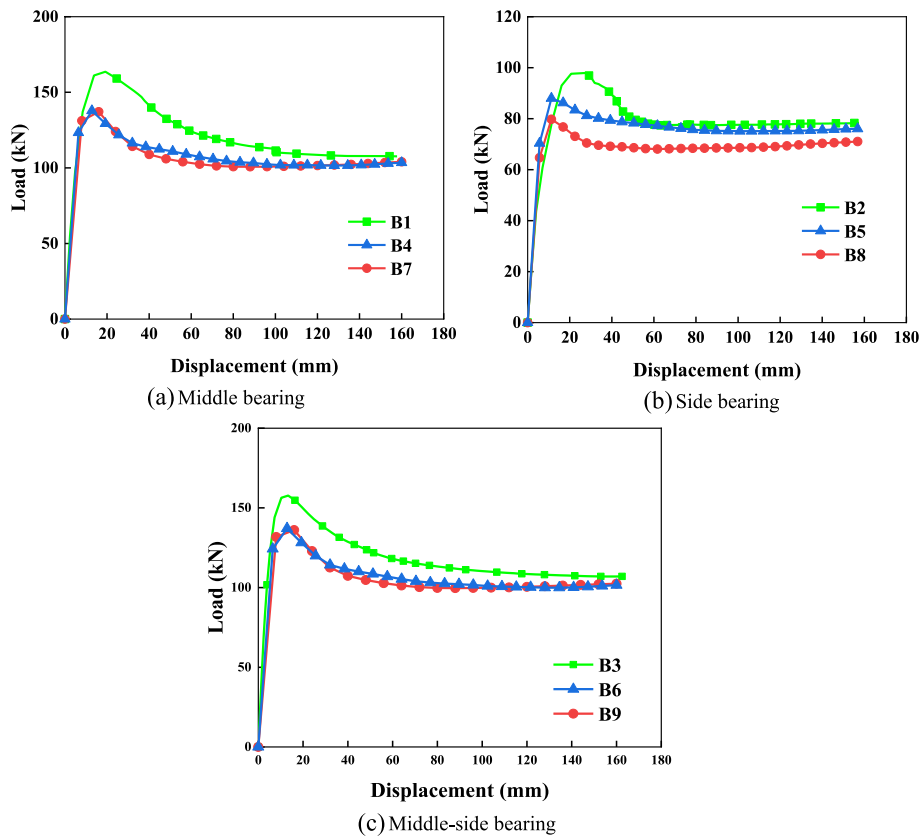 200
150
100
50
0
Load (kN)
B1
B4
B7
0 20 40 60 80 100 120 140 160 180
Displacement (mm)
(a) Middle bearing
120
100
80
60
40
20
0
Load (kN)
B2
B5
B8
0 20 40 60 80 100 120 140 160 180
Displacement (mm)
(b) Side bearing
200
150
100
50
0
Load (kN)
B3
B6
B9
0 20 40 60 80 100 120 140 160 180
Displacement (mm)
(c) Middle-side bearing